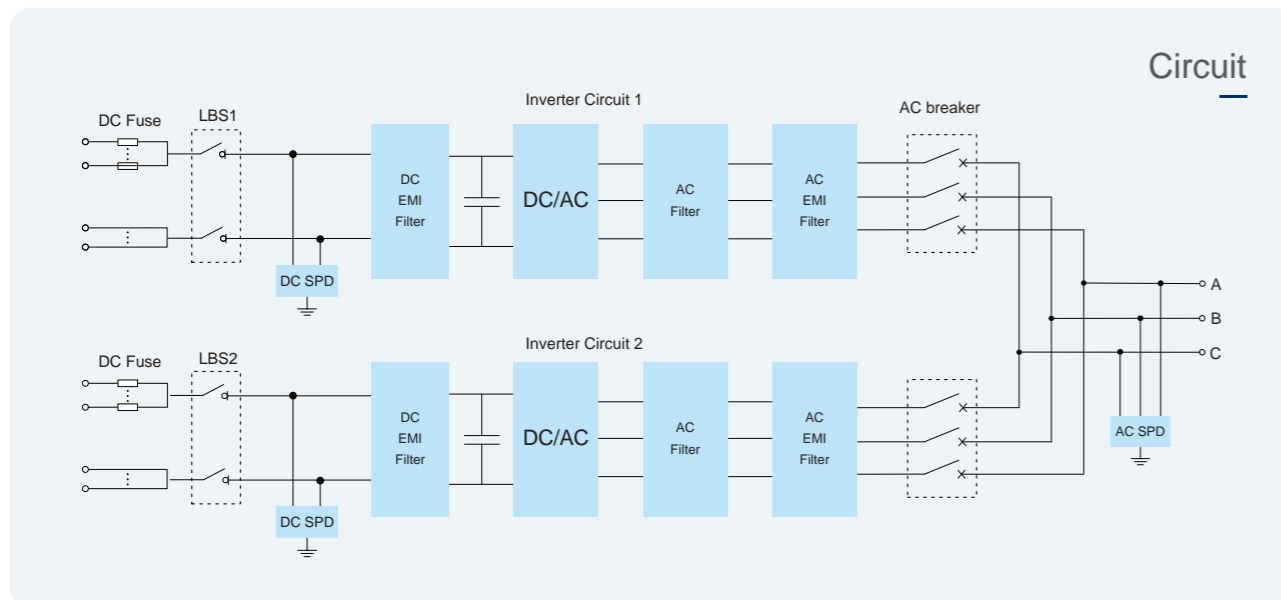 Circuit
Inverter Circuit 1
AC breaker
DC Fuse
LBS1
DC
EMI
Filter
DC/AC
AC
Filter
AC
EMI
Filter
DC SPD
A
B
C
Inverter Circuit 2
DC Fuse
LBS2
DC
EMI
Filter
DC/AC
AC
Filter
AC
EMI
Filter
AC SPD
DC SPD